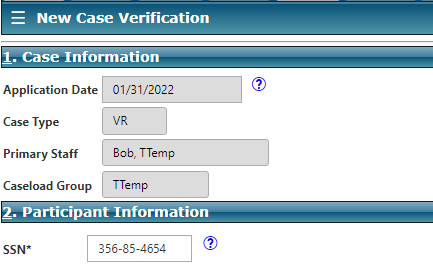 ☰ New Case Verification
1. Case Information
Application Date 01/31/2022 ?
Case Type VR
Primary Staff Bob, TTemp
Caseload Group TTemp
2. Participant Information
SSN* 356-85-4654 ?